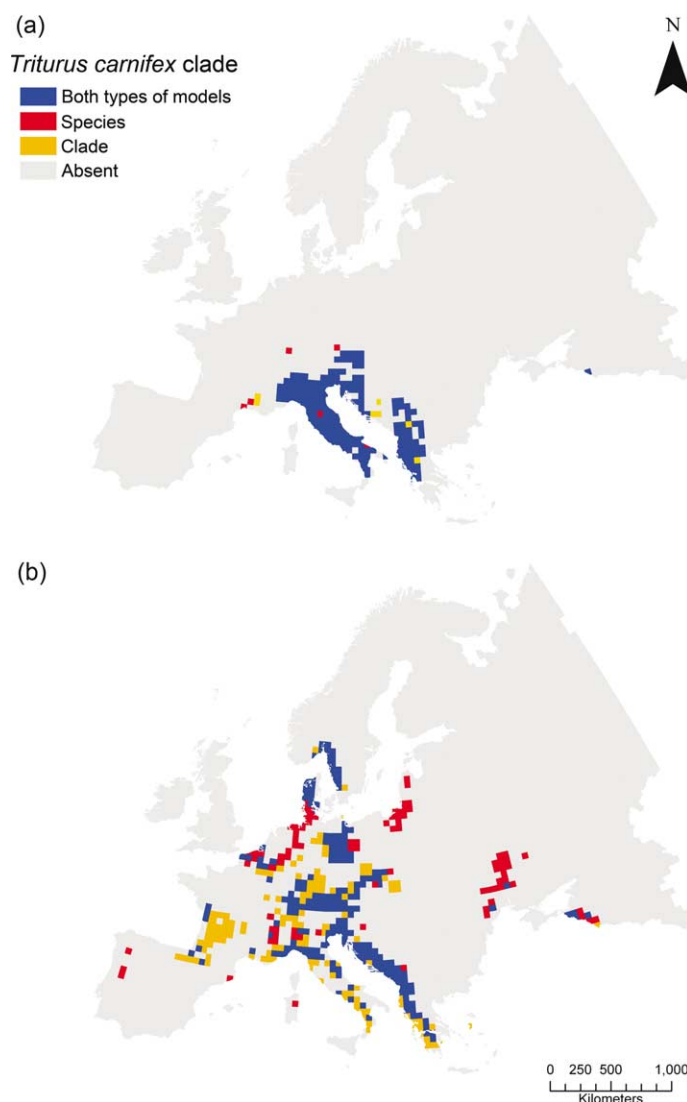 (a)
N
Triturus carnifex clade
Both types of models
Species
Clade
Absent
(b)
0 250 500 1,000
Kilometers